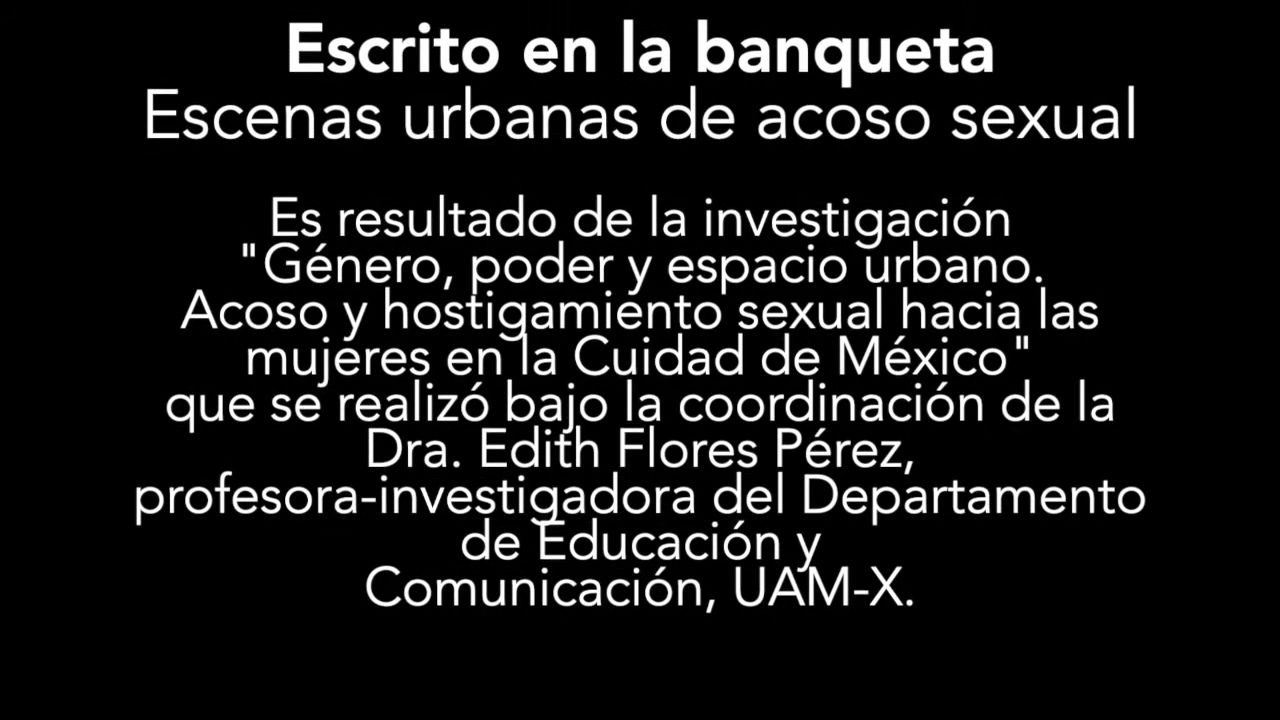 Escrito en la banqueta
Escenas urbanas de acoso sexual
Es resultado de la investigación
"Género, poder y espacio urbano.
Acoso y hostigamiento sexual hacia las
mujeres en la Cuidad de México"
que se realizó bajo la coordinación de la
Dra. Edith Flores Pérez,
profesora-investigadora del Departamento
de Educación y
Comunicación, UAM-X.